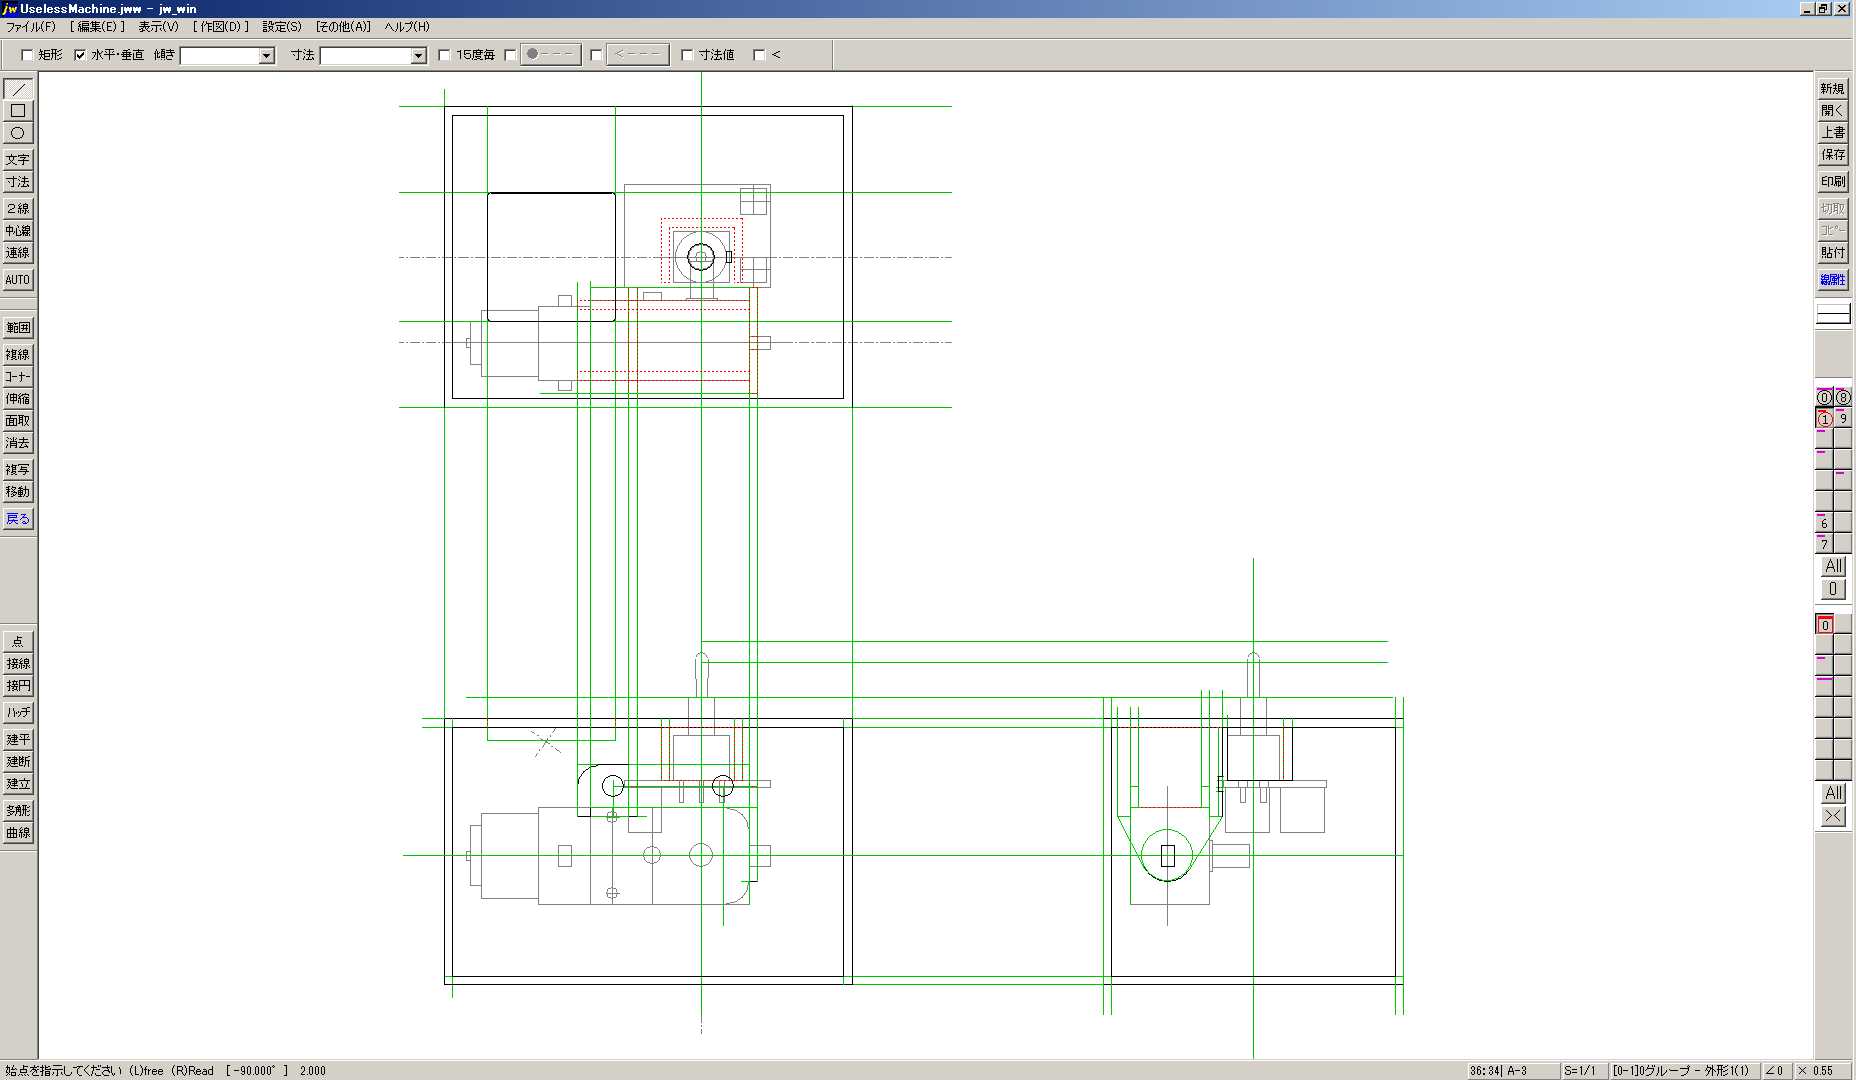 jw UselessMachine.jww - jw_win
ファイル(F) [編集(E)] 表示(V) [作図(D)] 設定(S) [その他(A)] ヘルプ(H)
矩形 水平・垂直 傾き 寸法 15度毎 ●--- <--- 寸法値 <
／
□
○
文字
寸法
２線
中心線
連線
AUTO
範囲
複線
ｺｰﾅｰ
伸縮
面取
消去
複写
移動
戻る
点
接線
接円
ﾊｯﾁ
建平
建断
建立
多角形
曲線
新規
開く
上書
保存
印刷
切取
ｺﾋﾟｰ
貼付
線属性
0 8
1 9
6
7
All
0
0
All
×
始点を指示してください (L)free (R)Read [-90.000ﾟ] 2.000
36:34| A-3
S=1/1
[0-1]0グループ - 外形1(1)
∠0
× 0.55